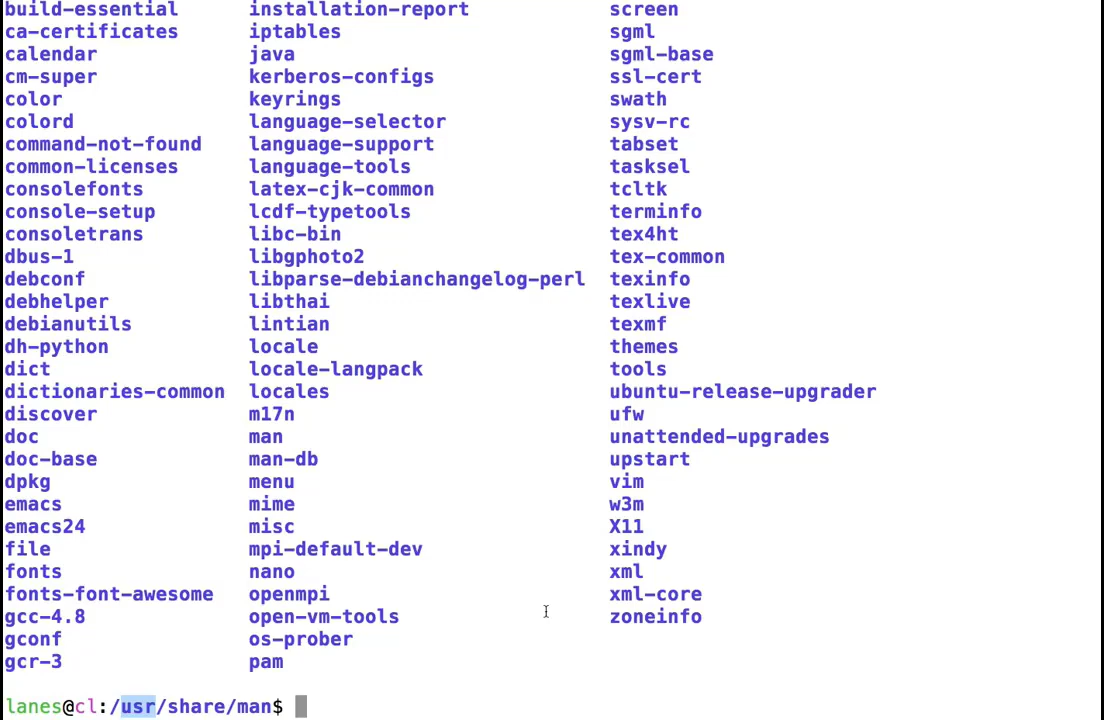 build-essential installation-report screen
ca-certificates iptables sgml
calendar java sgml-base
cm-super kerberos-configs ssl-cert
color keyrings swath
colord language-selector sysv-rc
command-not-found language-support tabset
common-licenses language-tools tasksel
consolefonts latex-cjk-common tcltk
console-setup lcdf-typetools terminfo
consoletrans libc-bin tex4ht
dbus-1 libgphoto2 tex-common
debconf libparse-debianchangelog-perl texinfo
debhelper libthai texlive
debianutils lintian texmf
dh-python locale themes
dict locale-langpack tools
dictionaries-common locales ubuntu-release-upgrader
discover m17n ufw
doc man unattended-upgrades
doc-base man-db upstart
dpkg menu vim
emacs mime w3m
emacs24 misc X11
file mpi-default-dev xindy
fonts nano xml
fonts-font-awesome openmpi xml-core
gcc-4.8 open-vm-tools zoneinfo
gconf os-prober
gcr-3 pam
lanes@cl:/usr/share/man$